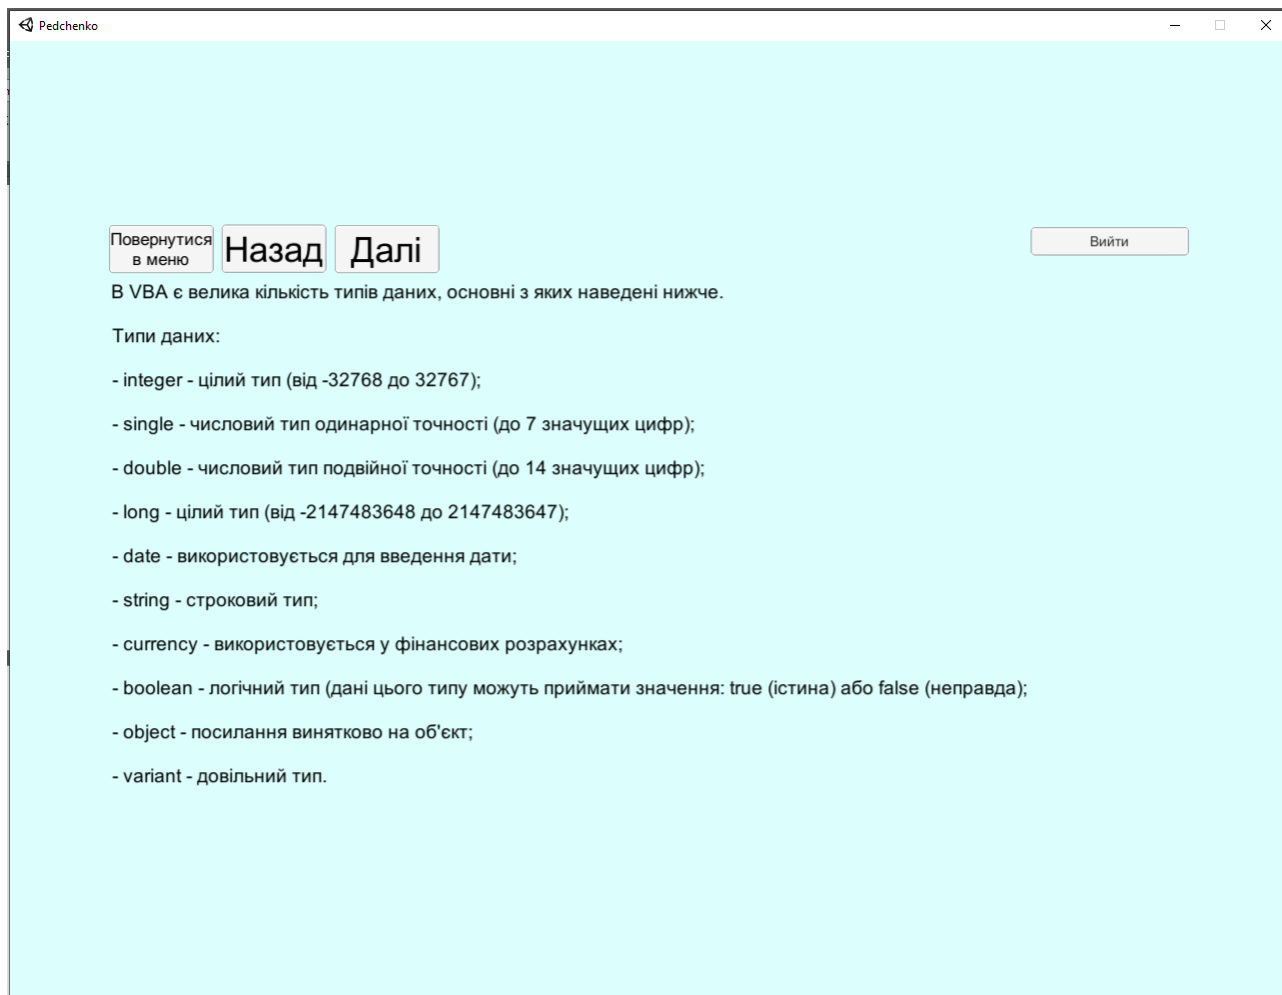 Pedchenko
Повернутися
в меню
Назад
Далі
Вийти
В VBA є велика кількість типів даних, основні з яких наведені нижче.
Типи даних:
- integer - цілий тип (від -32768 до 32767);
- single - числовий тип одинарної точності (до 7 значущих цифр);
- double - числовий тип подвійної точності (до 14 значущих цифр);
- long - цілий тип (від -2147483648 до 2147483647);
- date - використовується для введення дати;
- string - строковий тип;
- currency - використовується у фінансових розрахунках;
- boolean - логічний тип (дані цього типу можуть приймати значення: true (істина) або false (неправда);
- object - посилання винятково на об'єкт;
- variant - довільний тип.